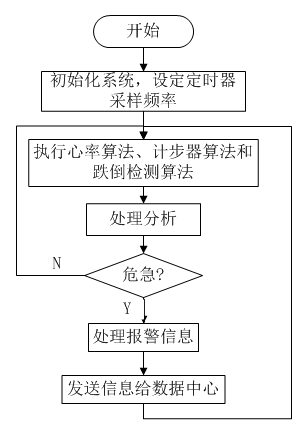 开始
初始化系统，设定定时器
采样频率
执行心率算法、计步器算法和
跌倒检测算法
处理分析
危急?
N
Y
处理报警信息
发送信息给数据中心